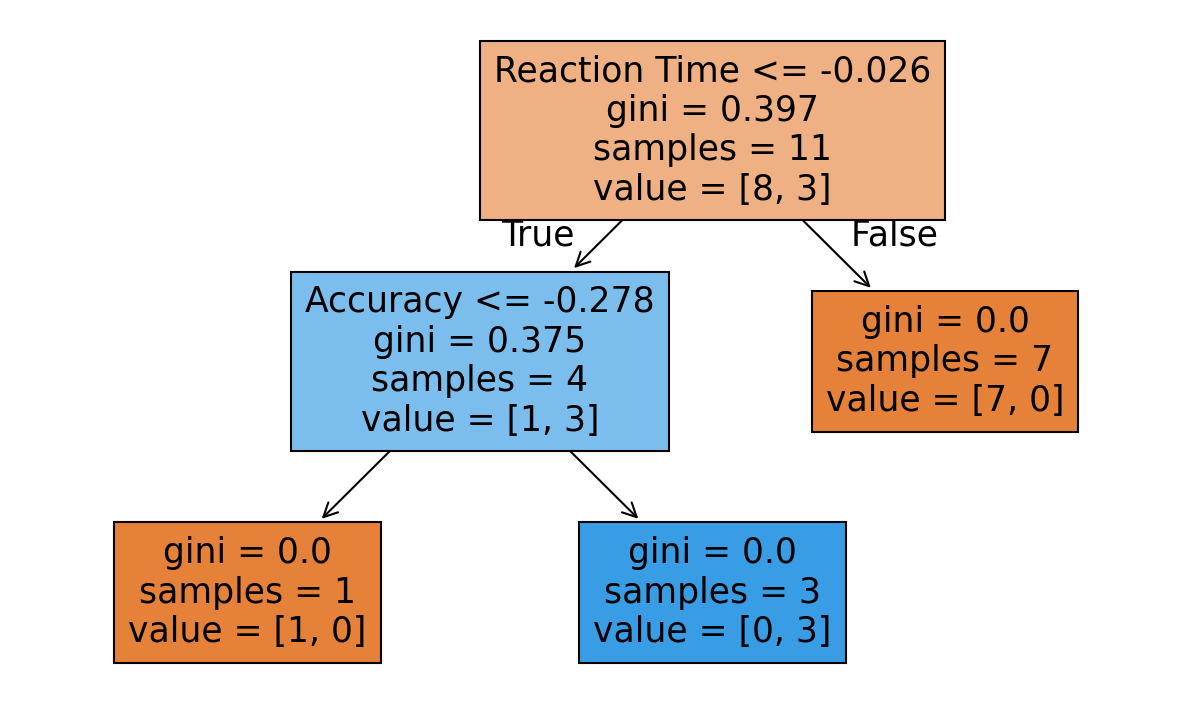 Reaction Time <= -0.026
gini = 0.397
samples = 11
value = [8, 3]
True
False
Accuracy <= -0.278
gini = 0.375
samples = 4
value = [1, 3]
gini = 0.0
samples = 7
value = [7, 0]
gini = 0.0
samples = 1
value = [1, 0]
gini = 0.0
samples = 3
value = [0, 3]